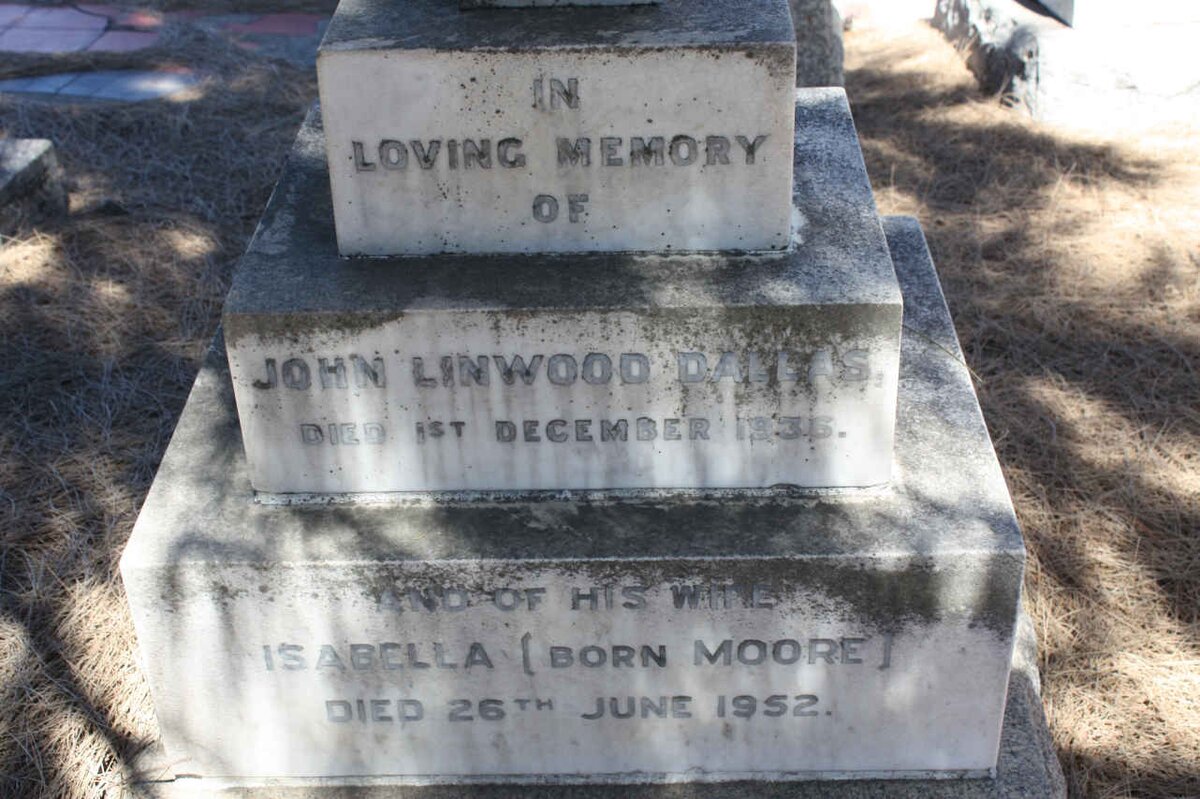 IN
LOVING MEMORY
OF
JOHN LINWOOD DALLAS,
DIED 1ST DECEMBER
AND OF HIS WIFE
ISABELLA [BORN MOORE]
DIED 26TH JUNE 1952.